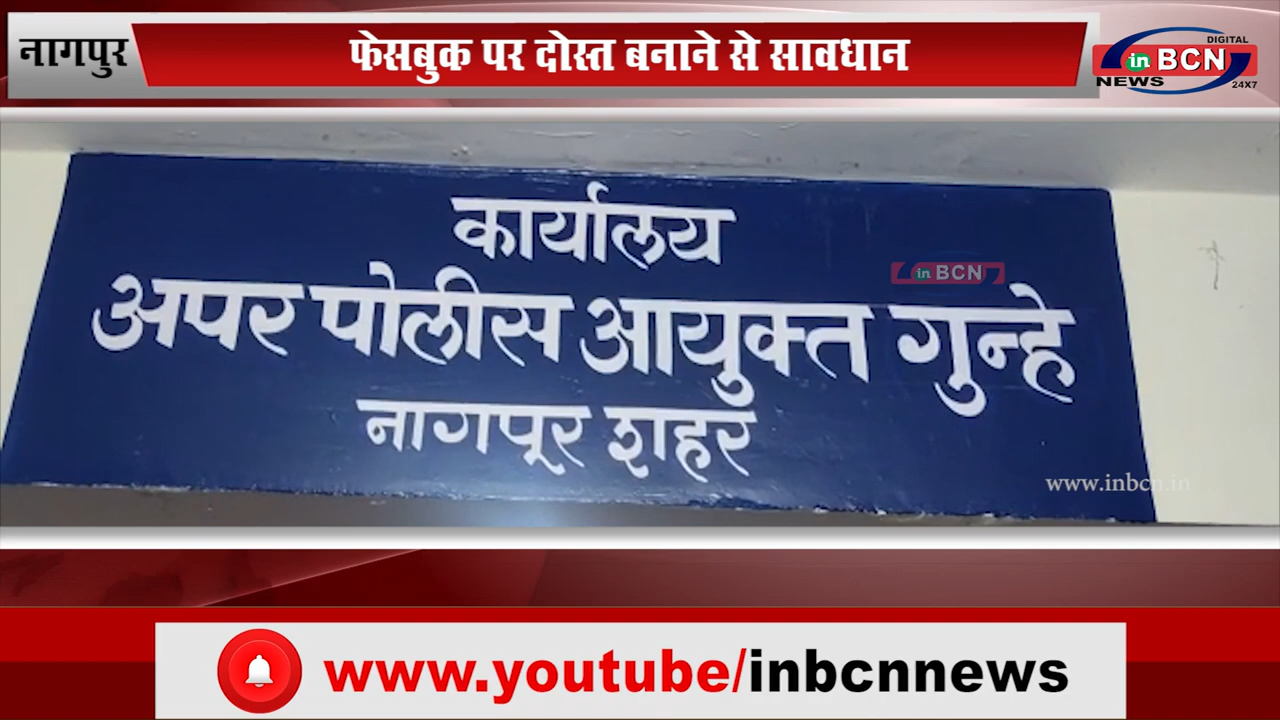 नागपुर
फेसबुक पर दोस्त बनाने से सावधान
DIGITAL
in BCN
NEWS
24X7
कार्यालय
अपर पोलीस आयुक्त गुन्हे
in BCN
नागपूर शहर
www.inbcn.in
www.youtube/inbcnnews